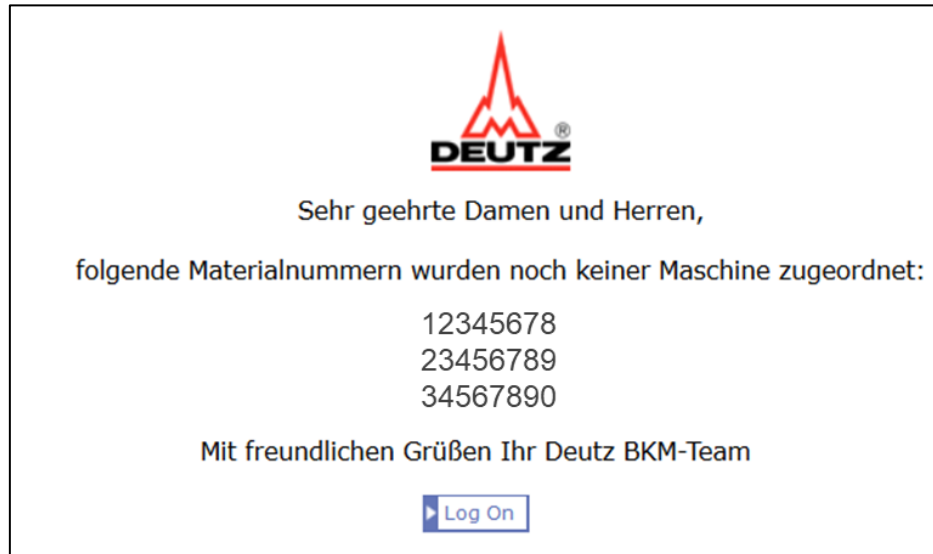 DEUTZ ®
Sehr geehrte Damen und Herren,
folgende Materialnummern wurden noch keiner Maschine zugeordnet:
12345678
23456789
34567890
Mit freundlichen Grüßen Ihr Deutz BKM-Team
Log On